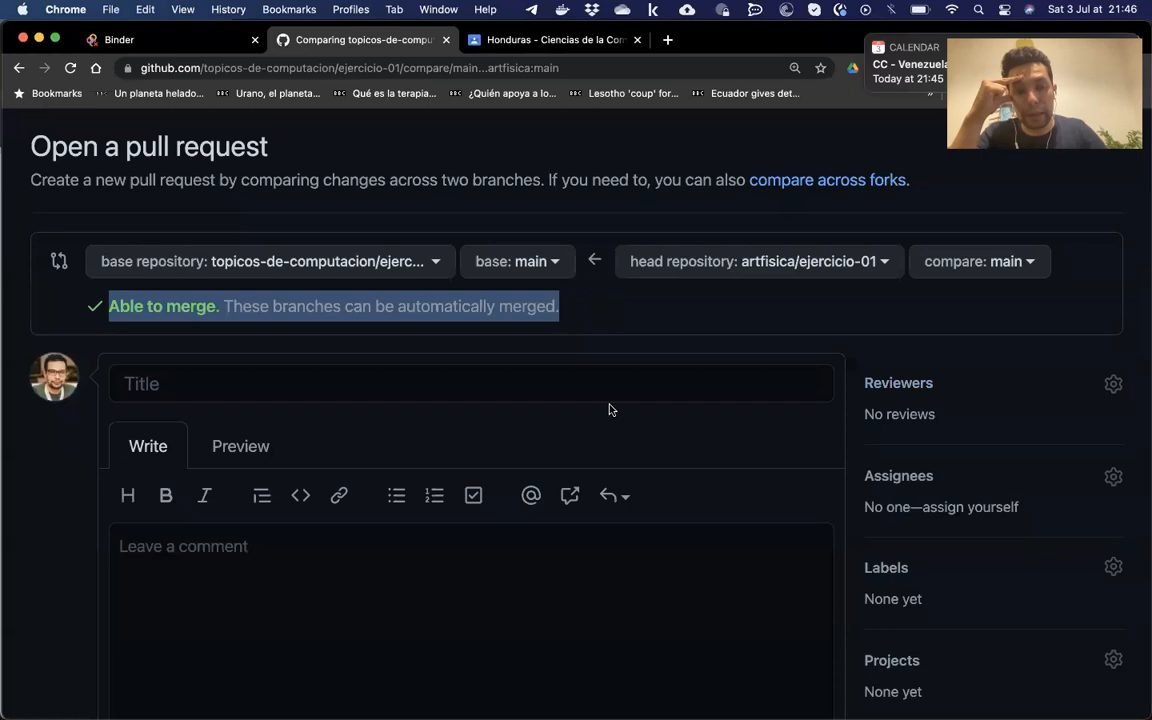 Chrome File Edit View History Bookmarks Profiles Tab Window Help Sat 3 Jul at 21:46
Binder Comparing topicos-de-compu Honduras - Ciencias de la Com
github.com/topicos-de-computacion/ejercicio-01/compare/main...artfisica:main
Bookmarks Un planeta helado... Urano, el planeta... Qué es la terapia... ¿Quién apoya a lo... Lesotho 'coup' for... Ecuador gives det... »
CALENDAR
CC - Venezuela
Today at 21:45
Open a pull request
Create a new pull request by comparing changes across two branches. If you need to, you can also compare across forks.
base repository: topicos-de-computacion/ejerc... base: main head repository: artfisica/ejercicio-01 compare: main
Able to merge. These branches can be automatically merged.
Title
Write Preview
Leave a comment
Reviewers
No reviews
Assignees
No one—assign yourself
Labels
None yet
Projects
None yet